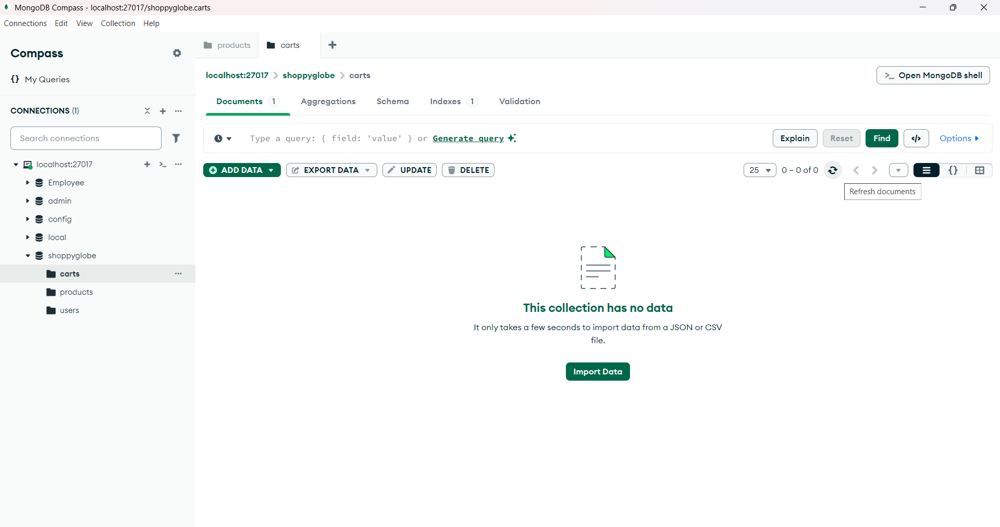 MongoDB Compass - localhost:27017/shoppyglobe.carts
Connections Edit View Collection Help
Compass
{} My Queries
CONNECTIONS (1)
Search connections
localhost:27017
Employee
admin
config
local
shoppyglobe
carts
products
users
products
carts
localhost:27017 > shoppyglobe > carts
>_ Open MongoDB shell
Documents 1 Aggregations Schema Indexes 1 Validation
Type a query: { field: 'value' } or Generate query
Explain Reset Find </> Options
ADD DATA EXPORT DATA UPDATE DELETE
25 0 – 0 of 0 {}
Refresh documents
This collection has no data
It only takes a few seconds to import data from a JSON or CSV
file.
Import Data